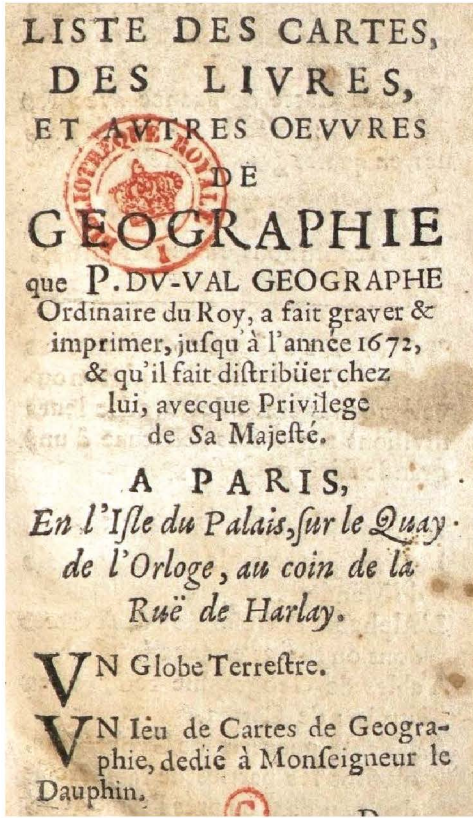 LISTE DES CARTES,
DES LIVRES,
ET AVTRES OEVVRES
DE
GEOGRAPHIE
que P. DV-VAL GEOGRAPHE
Ordinaire du Roy, a fait graver &
imprimer, juſqu'à l'année 1672,
& qu'il fait diſtribüer chez
lui, avecque Privilege
de Sa Majeſté.
A PARIS,
En l'Iſle du Palais, ſur le Quay
de l'Orloge, au coin de la
Ruë de Harlay.
VN Globe Terreſtre.
VN Ieu de Cartes de Geogra-
phie, dedié à Monſeigneur le
Dauphin.
BIBLIOTHEQUE ROYALE
I